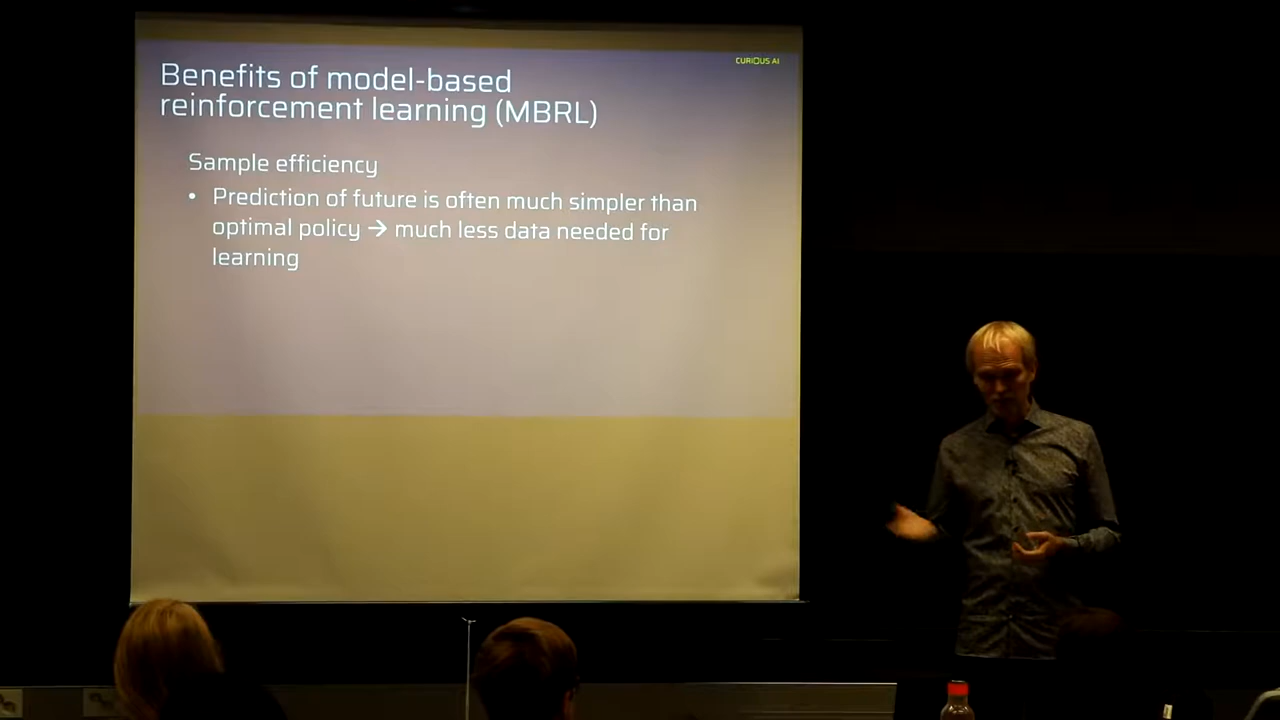 CURIOUS AI
Benefits of model-based
reinforcement learning (MBRL)
Sample efficiency
• Prediction of future is often much simpler than
optimal policy → much less data needed for
learning